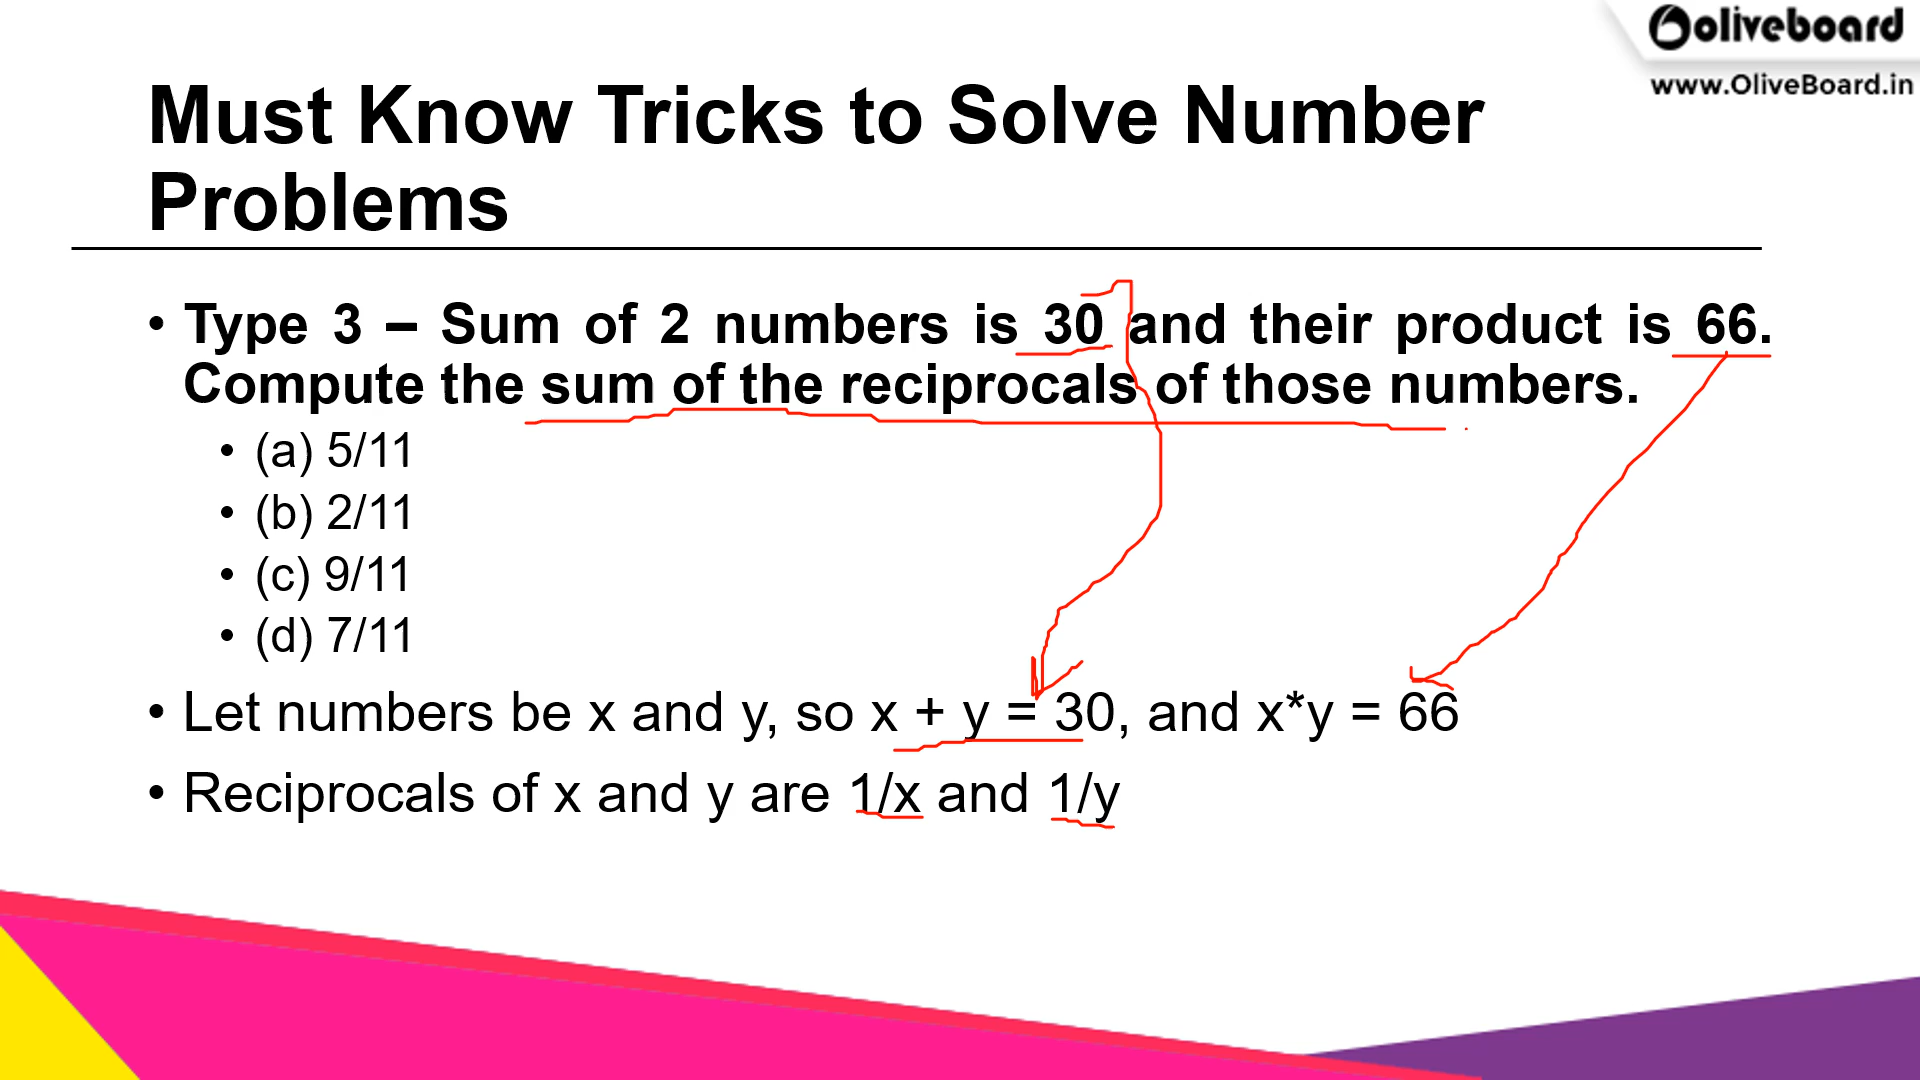 oliveboard
www.OliveBoard.in
Must Know Tricks to Solve Number
Problems
• Type 3 – Sum of 2 numbers is 30 and their product is 66.
Compute the sum of the reciprocals of those numbers.
• (a) 5/11
• (b) 2/11
• (c) 9/11
• (d) 7/11
• Let numbers be x and y, so x + y = 30, and x*y = 66
• Reciprocals of x and y are 1/x and 1/y